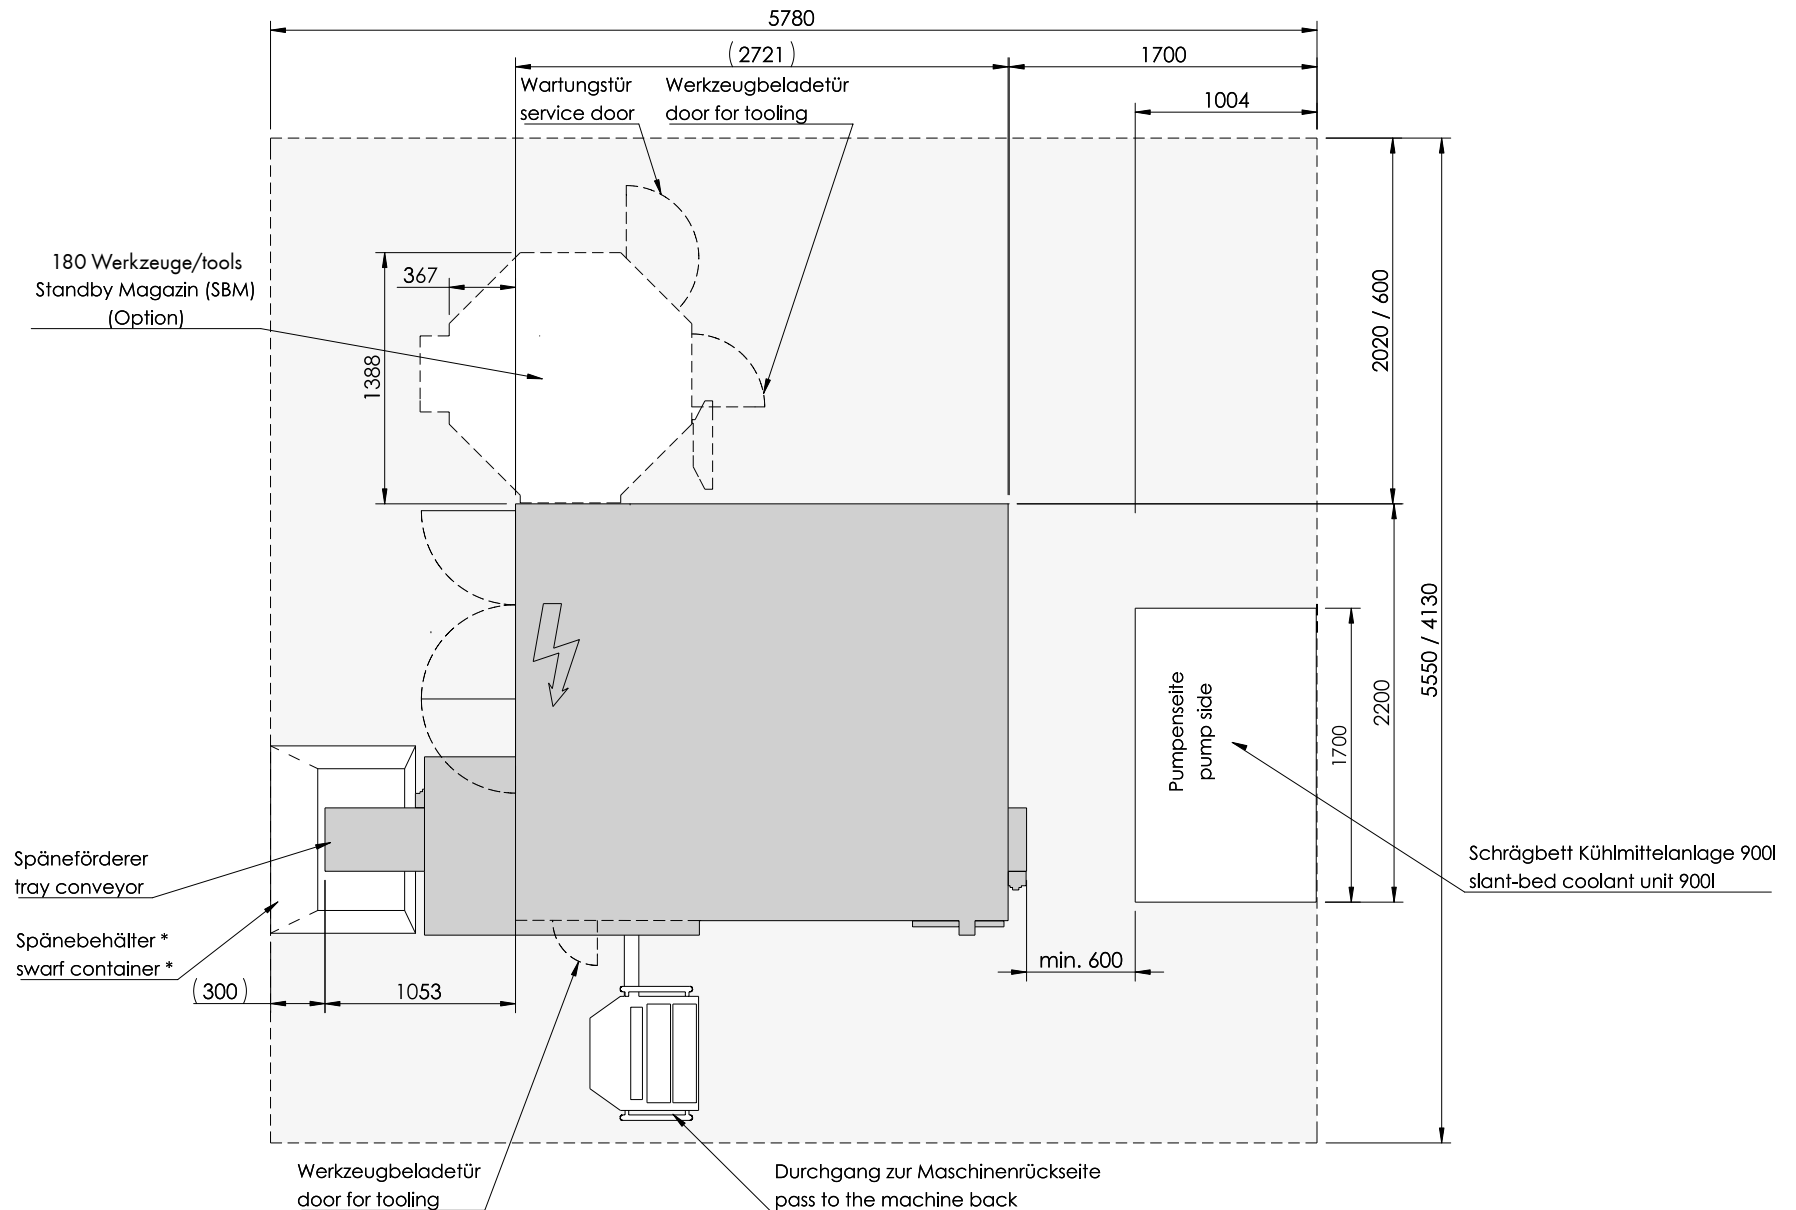 5780
(2721)
1700
Wartungstür
service door
Werkzeugbeladetür
door for tooling
1004
180 Werkzeuge/tools
Standby Magazin (SBM)
(Option)
367
1388
2020 / 600
5550 / 4130
2200
1700
Pumpenseite
pump side
Schrägbett Kühlmittelanlage 900l
slant-bed coolant unit 900l
Späneförderer
tray conveyor
Spänebehälter *
swarf container *
(300)
1053
min. 600
Werkzeugbeladetür
door for tooling
Durchgang zur Maschinenrückseite
pass to the machine back